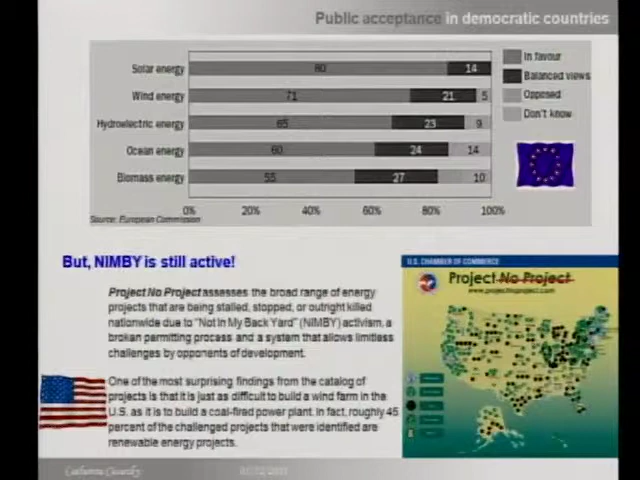 Public acceptance in democratic countries
In favour
Solar energy 80 14
Balanced views
Wind energy 71 21 5
Opposed
Don't know
Hydroelectric energy 65 23 9
Ocean energy 60 24 14
Biomass energy 55 27 10
0% 20% 40% 60% 80% 100%
Source: European Commission
But, NIMBY is still active!
Project No Project assesses the broad range of energy
projects that are being stalled, stopped, or outright killed
nationwide due to "Not In My Back Yard" (NIMBY) activism, a
broken permitting process and a system that allows limitless
challenges by opponents of development.
One of the most surprising findings from the catalog of
projects is that it is just as difficult to build a wind farm in the
U.S. as it is to build a coal-fired power plant. In fact, roughly 45
percent of the challenged projects that were identified are
renewable energy projects.
U.S. CHAMBER OF COMMERCE
Project No Project
www.projectnoproject.com